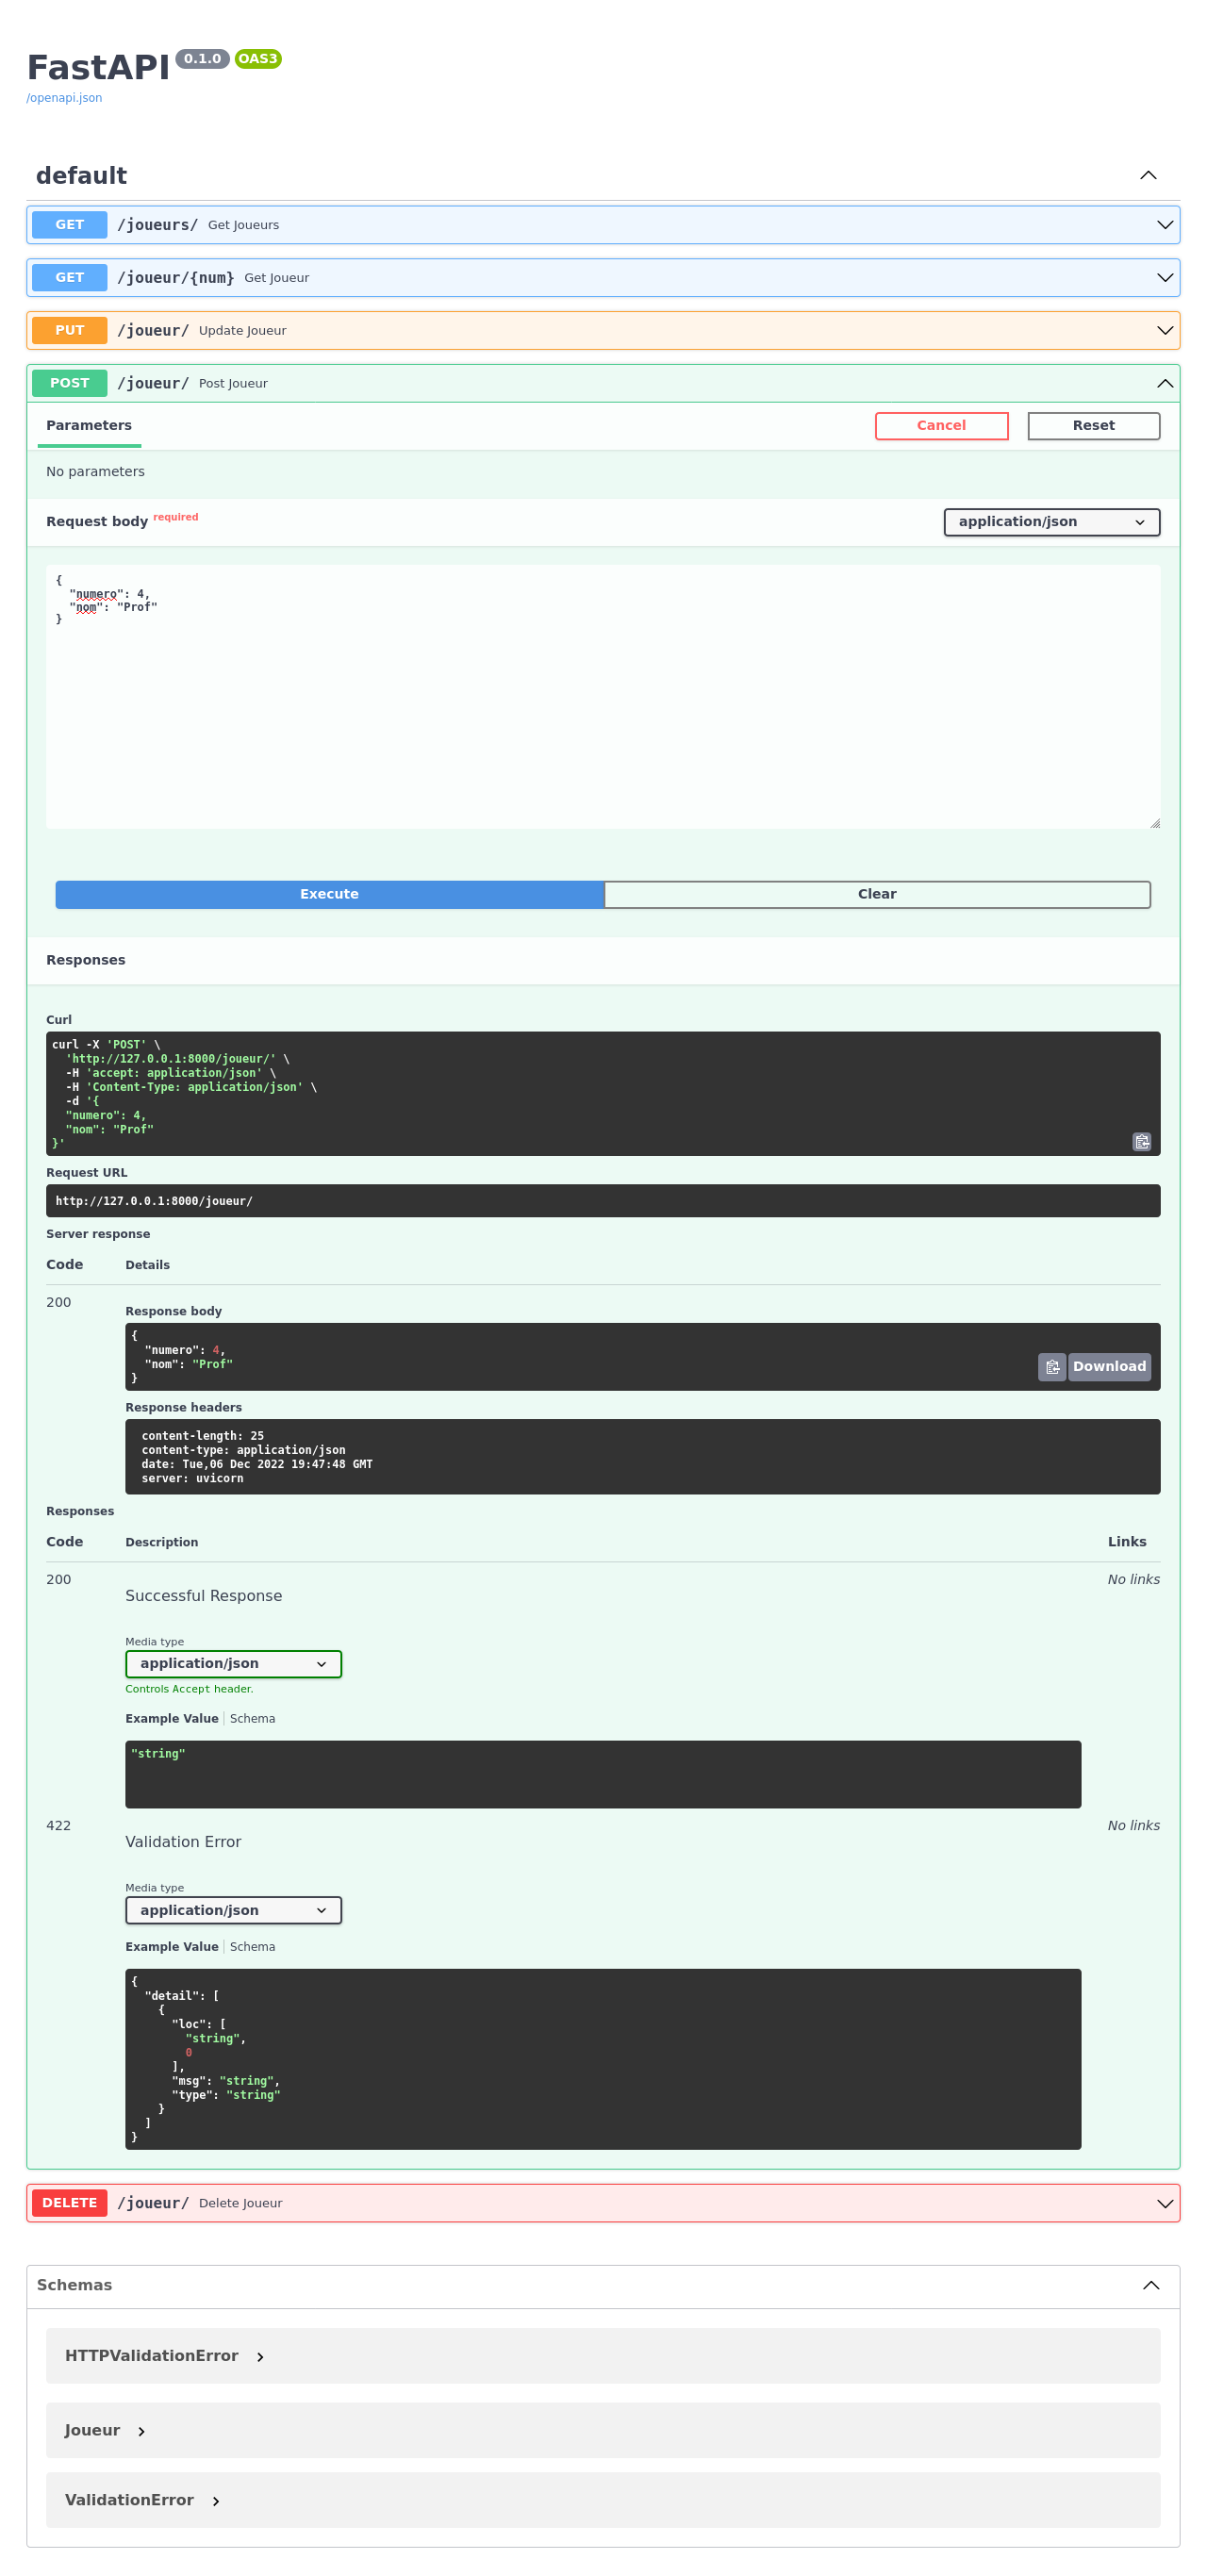 FastAPI 0.1.0 OAS3
/openapi.json
default
GET /joueurs/ Get Joueurs
GET /joueur/{num} Get Joueur
PUT /joueur/ Update Joueur
POST /joueur/ Post Joueur
Parameters Cancel Reset
No parameters
Request body required application/json
{
  "numero": 4,
  "nom": "Prof"
}
Execute Clear
Responses
Curl
curl -X 'POST' \
  'http://127.0.0.1:8000/joueur/' \
  -H 'accept: application/json' \
  -H 'Content-Type: application/json' \
  -d '{
  "numero": 4,
  "nom": "Prof"
}'
Request URL
http://127.0.0.1:8000/joueur/
Server response
Code Details
200
Response body
{
  "numero": 4,
  "nom": "Prof"
}
Download
Response headers
content-length: 25
content-type: application/json
date: Tue,06 Dec 2022 19:47:48 GMT
server: uvicorn
Responses
Code Description Links
200 No links
Successful Response
Media type
application/json
Controls Accept header.
Example Value Schema
"string"
422 No links
Validation Error
Media type
application/json
Example Value Schema
{
  "detail": [
    {
      "loc": [
        "string",
        0
      ],
      "msg": "string",
      "type": "string"
    }
  ]
}
DELETE /joueur/ Delete Joueur
Schemas
HTTPValidationError
Joueur
ValidationError